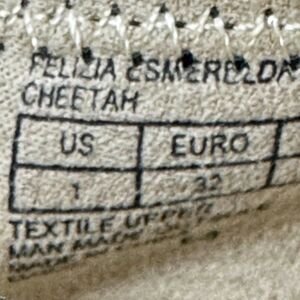 FELIZIA ESMERELDA
CHEETAH
US EURO
1 32
TEXTILE UPPER
MAN MADE